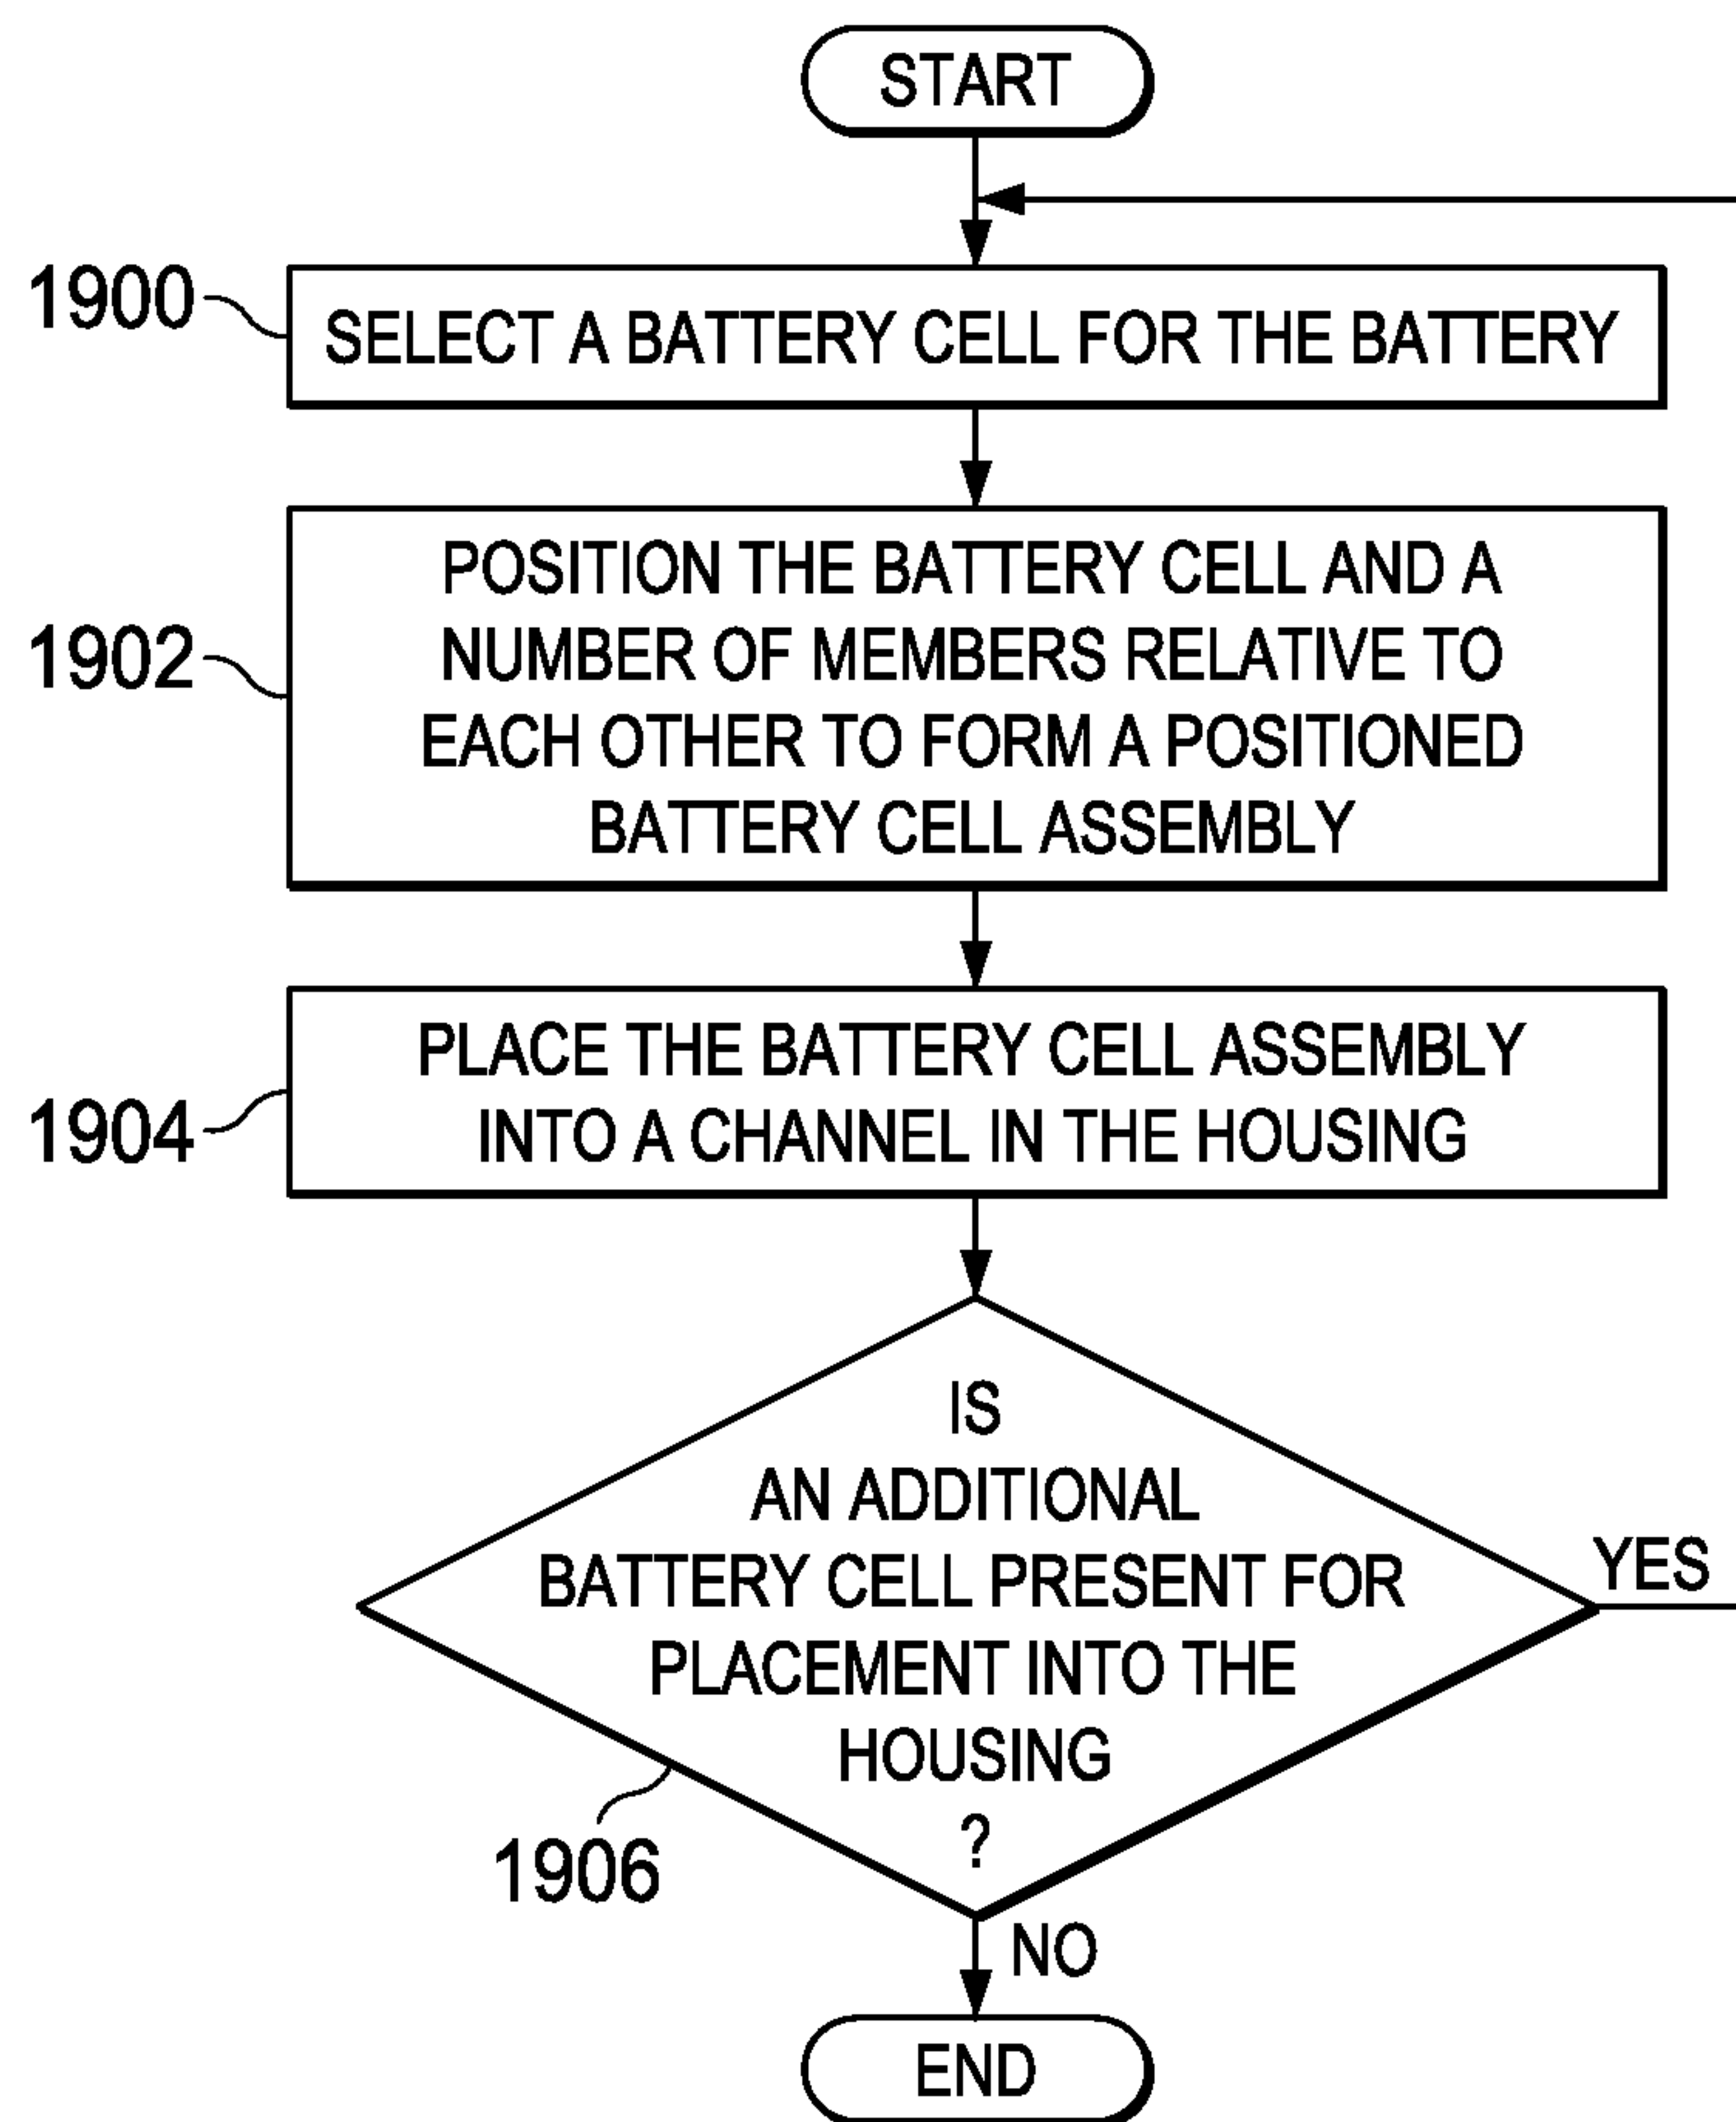 START
1900
SELECT A BATTERY CELL FOR THE BATTERY
1902
POSITION THE BATTERY CELL AND A
NUMBER OF MEMBERS RELATIVE TO
EACH OTHER TO FORM A POSITIONED
BATTERY CELL ASSEMBLY
1904
PLACE THE BATTERY CELL ASSEMBLY
INTO A CHANNEL IN THE HOUSING
IS
AN ADDITIONAL
BATTERY CELL PRESENT FOR
PLACEMENT INTO THE
HOUSING
?
YES
1906
NO
END